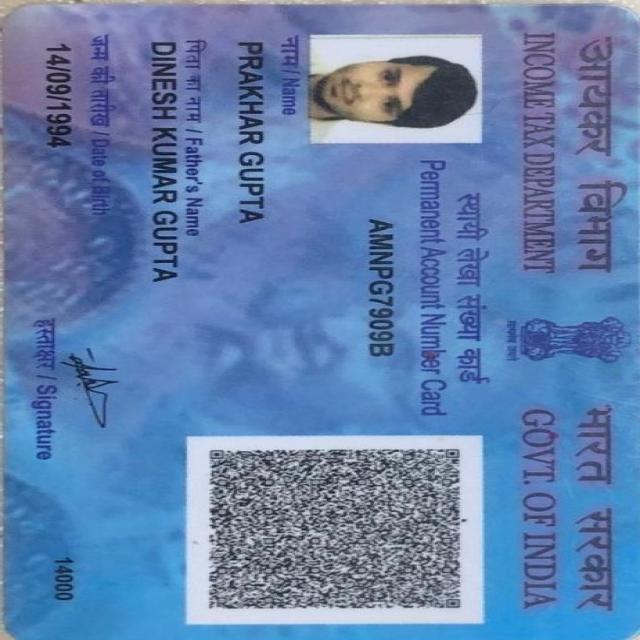 आयकर विभाग
INCOME TAX DEPARTMENT
भारत सरकार
GOVT. OF INDIA
सत्यमेव जयते
स्थायी लेखा संख्या कार्ड
Permanent Account Number Card
AMNPG7909B
नाम / Name
PRAKHAR GUPTA
पिता का नाम / Father's Name
DINESH KUMAR GUPTA
जन्म की तारीख / Date of Birth
14/09/1994
हस्ताक्षर / Signature
14000